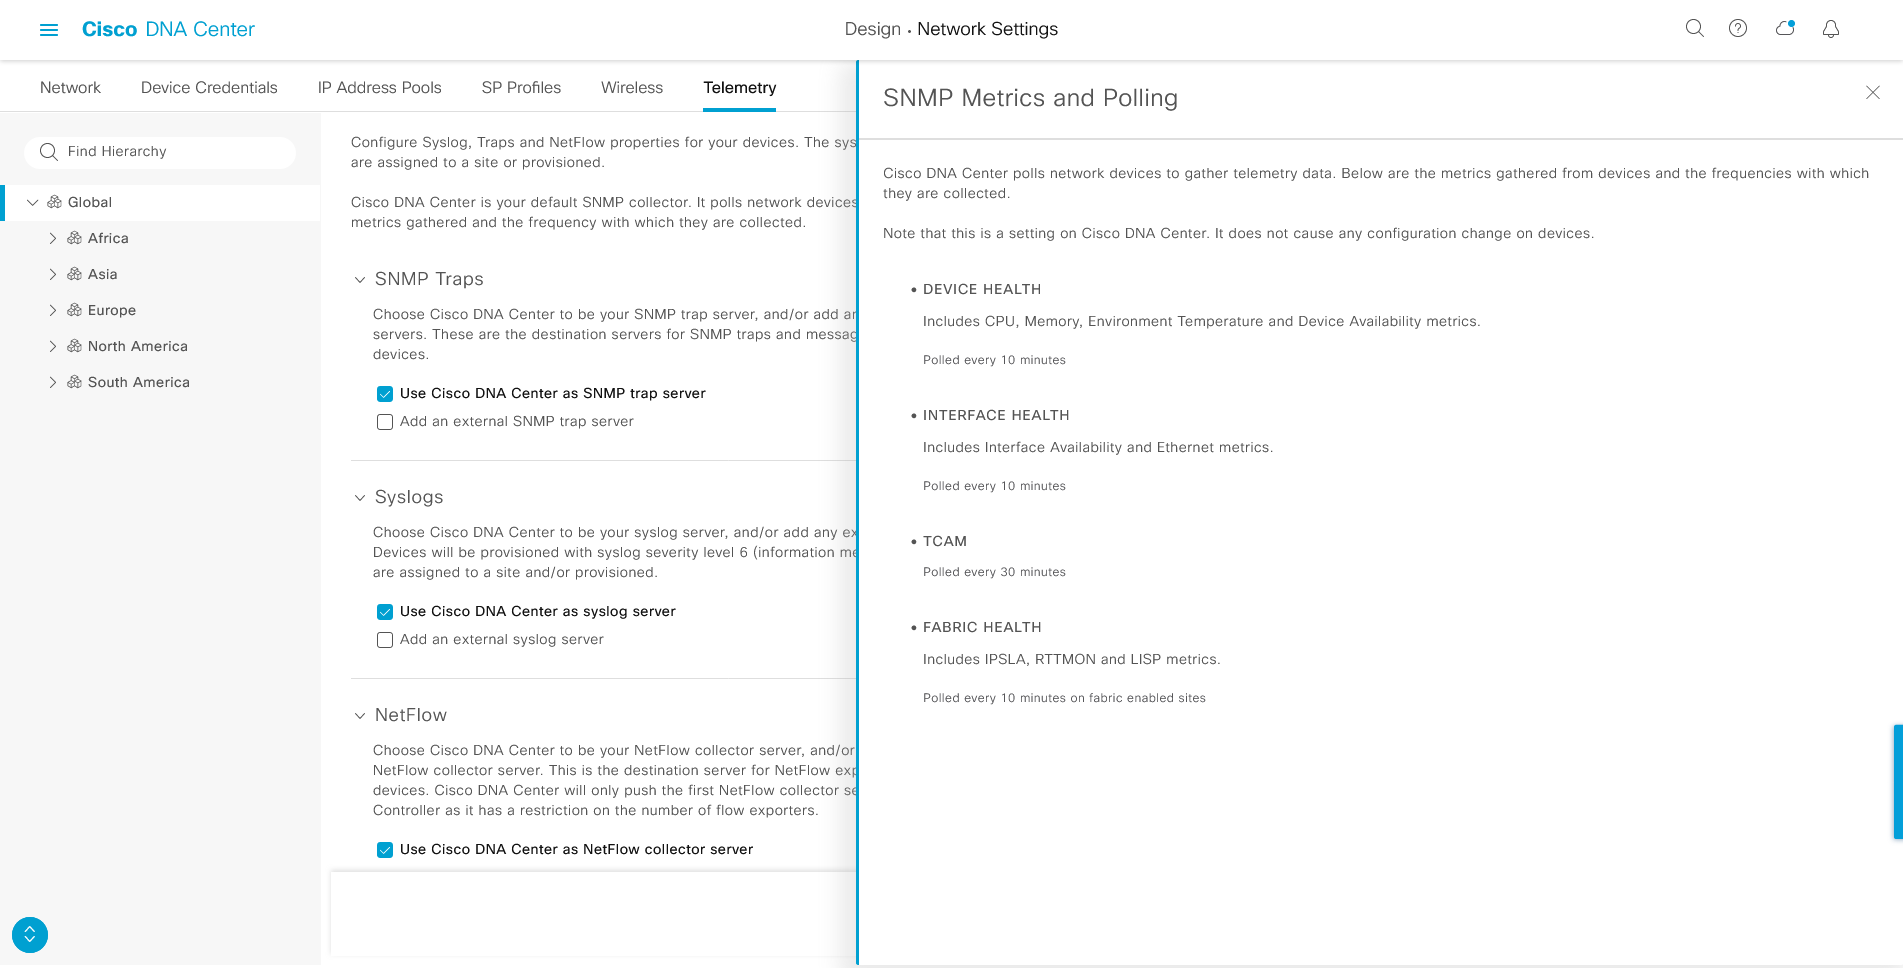 Cisco DNA Center
Design • Network Settings
Network
Device Credentials
IP Address Pools
SP Profiles
Wireless
Telemetry
Find Hierarchy
Global
Africa
Asia
Europe
North America
South America
Configure Syslog, Traps and NetFlow properties for your devices. The sys
are assigned to a site or provisioned.
Cisco DNA Center is your default SNMP collector. It polls network devices
metrics gathered and the frequency with which they are collected.
SNMP Traps
Choose Cisco DNA Center to be your SNMP trap server, and/or add an
servers. These are the destination servers for SNMP traps and messag
devices.
Use Cisco DNA Center as SNMP trap server
Add an external SNMP trap server
Syslogs
Choose Cisco DNA Center to be your syslog server, and/or add any ex
Devices will be provisioned with syslog severity level 6 (information me
are assigned to a site and/or provisioned.
Use Cisco DNA Center as syslog server
Add an external syslog server
NetFlow
Choose Cisco DNA Center to be your NetFlow collector server, and/or
NetFlow collector server. This is the destination server for NetFlow exp
devices. Cisco DNA Center will only push the first NetFlow collector se
Controller as it has a restriction on the number of flow exporters.
Use Cisco DNA Center as NetFlow collector server
SNMP Metrics and Polling
Cisco DNA Center polls network devices to gather telemetry data. Below are the metrics gathered from devices and the frequencies with which
they are collected.
Note that this is a setting on Cisco DNA Center. It does not cause any configuration change on devices.
• DEVICE HEALTH
Includes CPU, Memory, Environment Temperature and Device Availability metrics.
Polled every 10 minutes
• INTERFACE HEALTH
Includes Interface Availability and Ethernet metrics.
Polled every 10 minutes
• TCAM
Polled every 30 minutes
• FABRIC HEALTH
Includes IPSLA, RTTMON and LISP metrics.
Polled every 10 minutes on fabric enabled sites